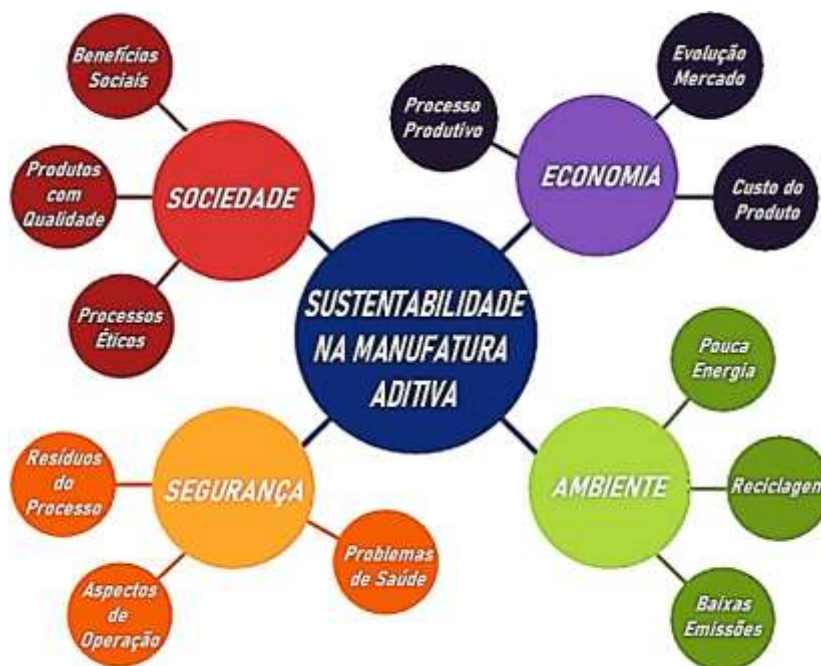 SUSTENTABILIDADE
NA MANUFATURA
ADITIVA
SOCIEDADE
Benefícios
Sociais
Produtos
com
Qualidade
Processos
Éticos
ECONOMIA
Processo
Produtivo
Evolução
Mercado
Custo do
Produto
SEGURANÇA
Resíduos
do
Processo
Aspectos
de
Operação
Problemas
de Saúde
AMBIENTE
Pouca
Energia
Reciclagem
Baixas
Emissões